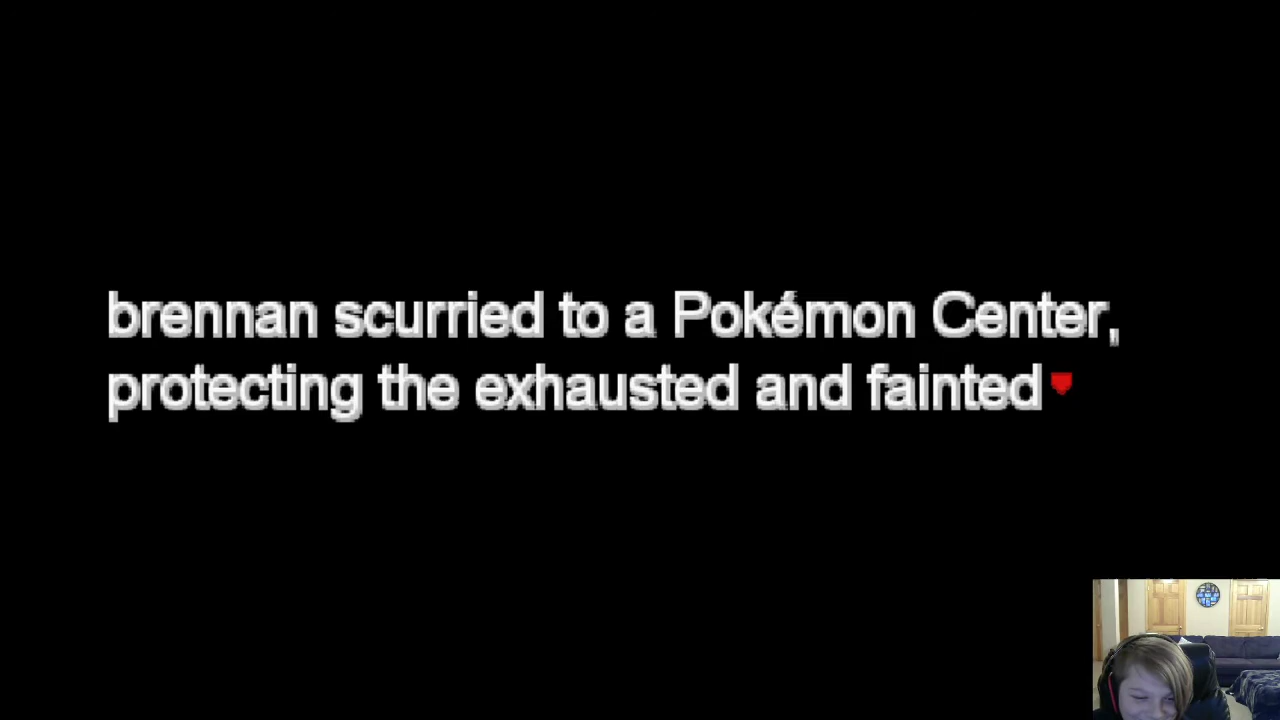 brennan scurried to a Pokémon Center,
protecting the exhausted and fainted